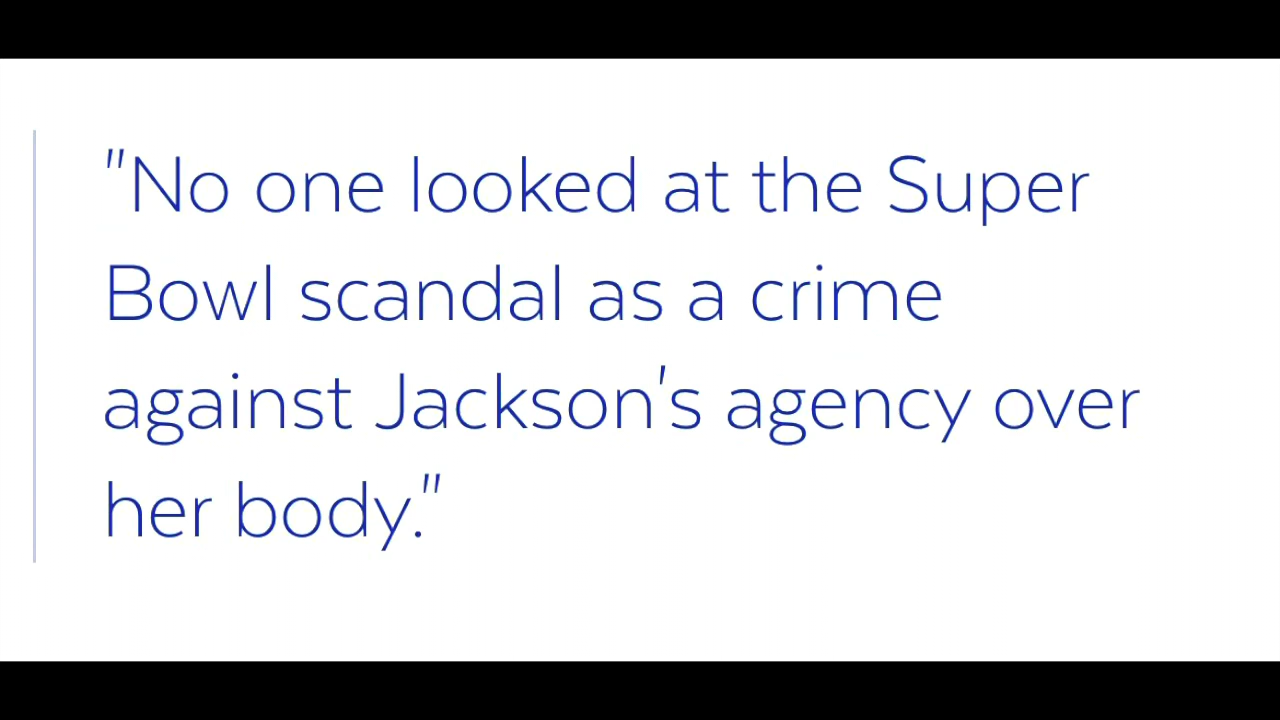 "No one looked at the Super
Bowl scandal as a crime
against Jackson's agency over
her body."